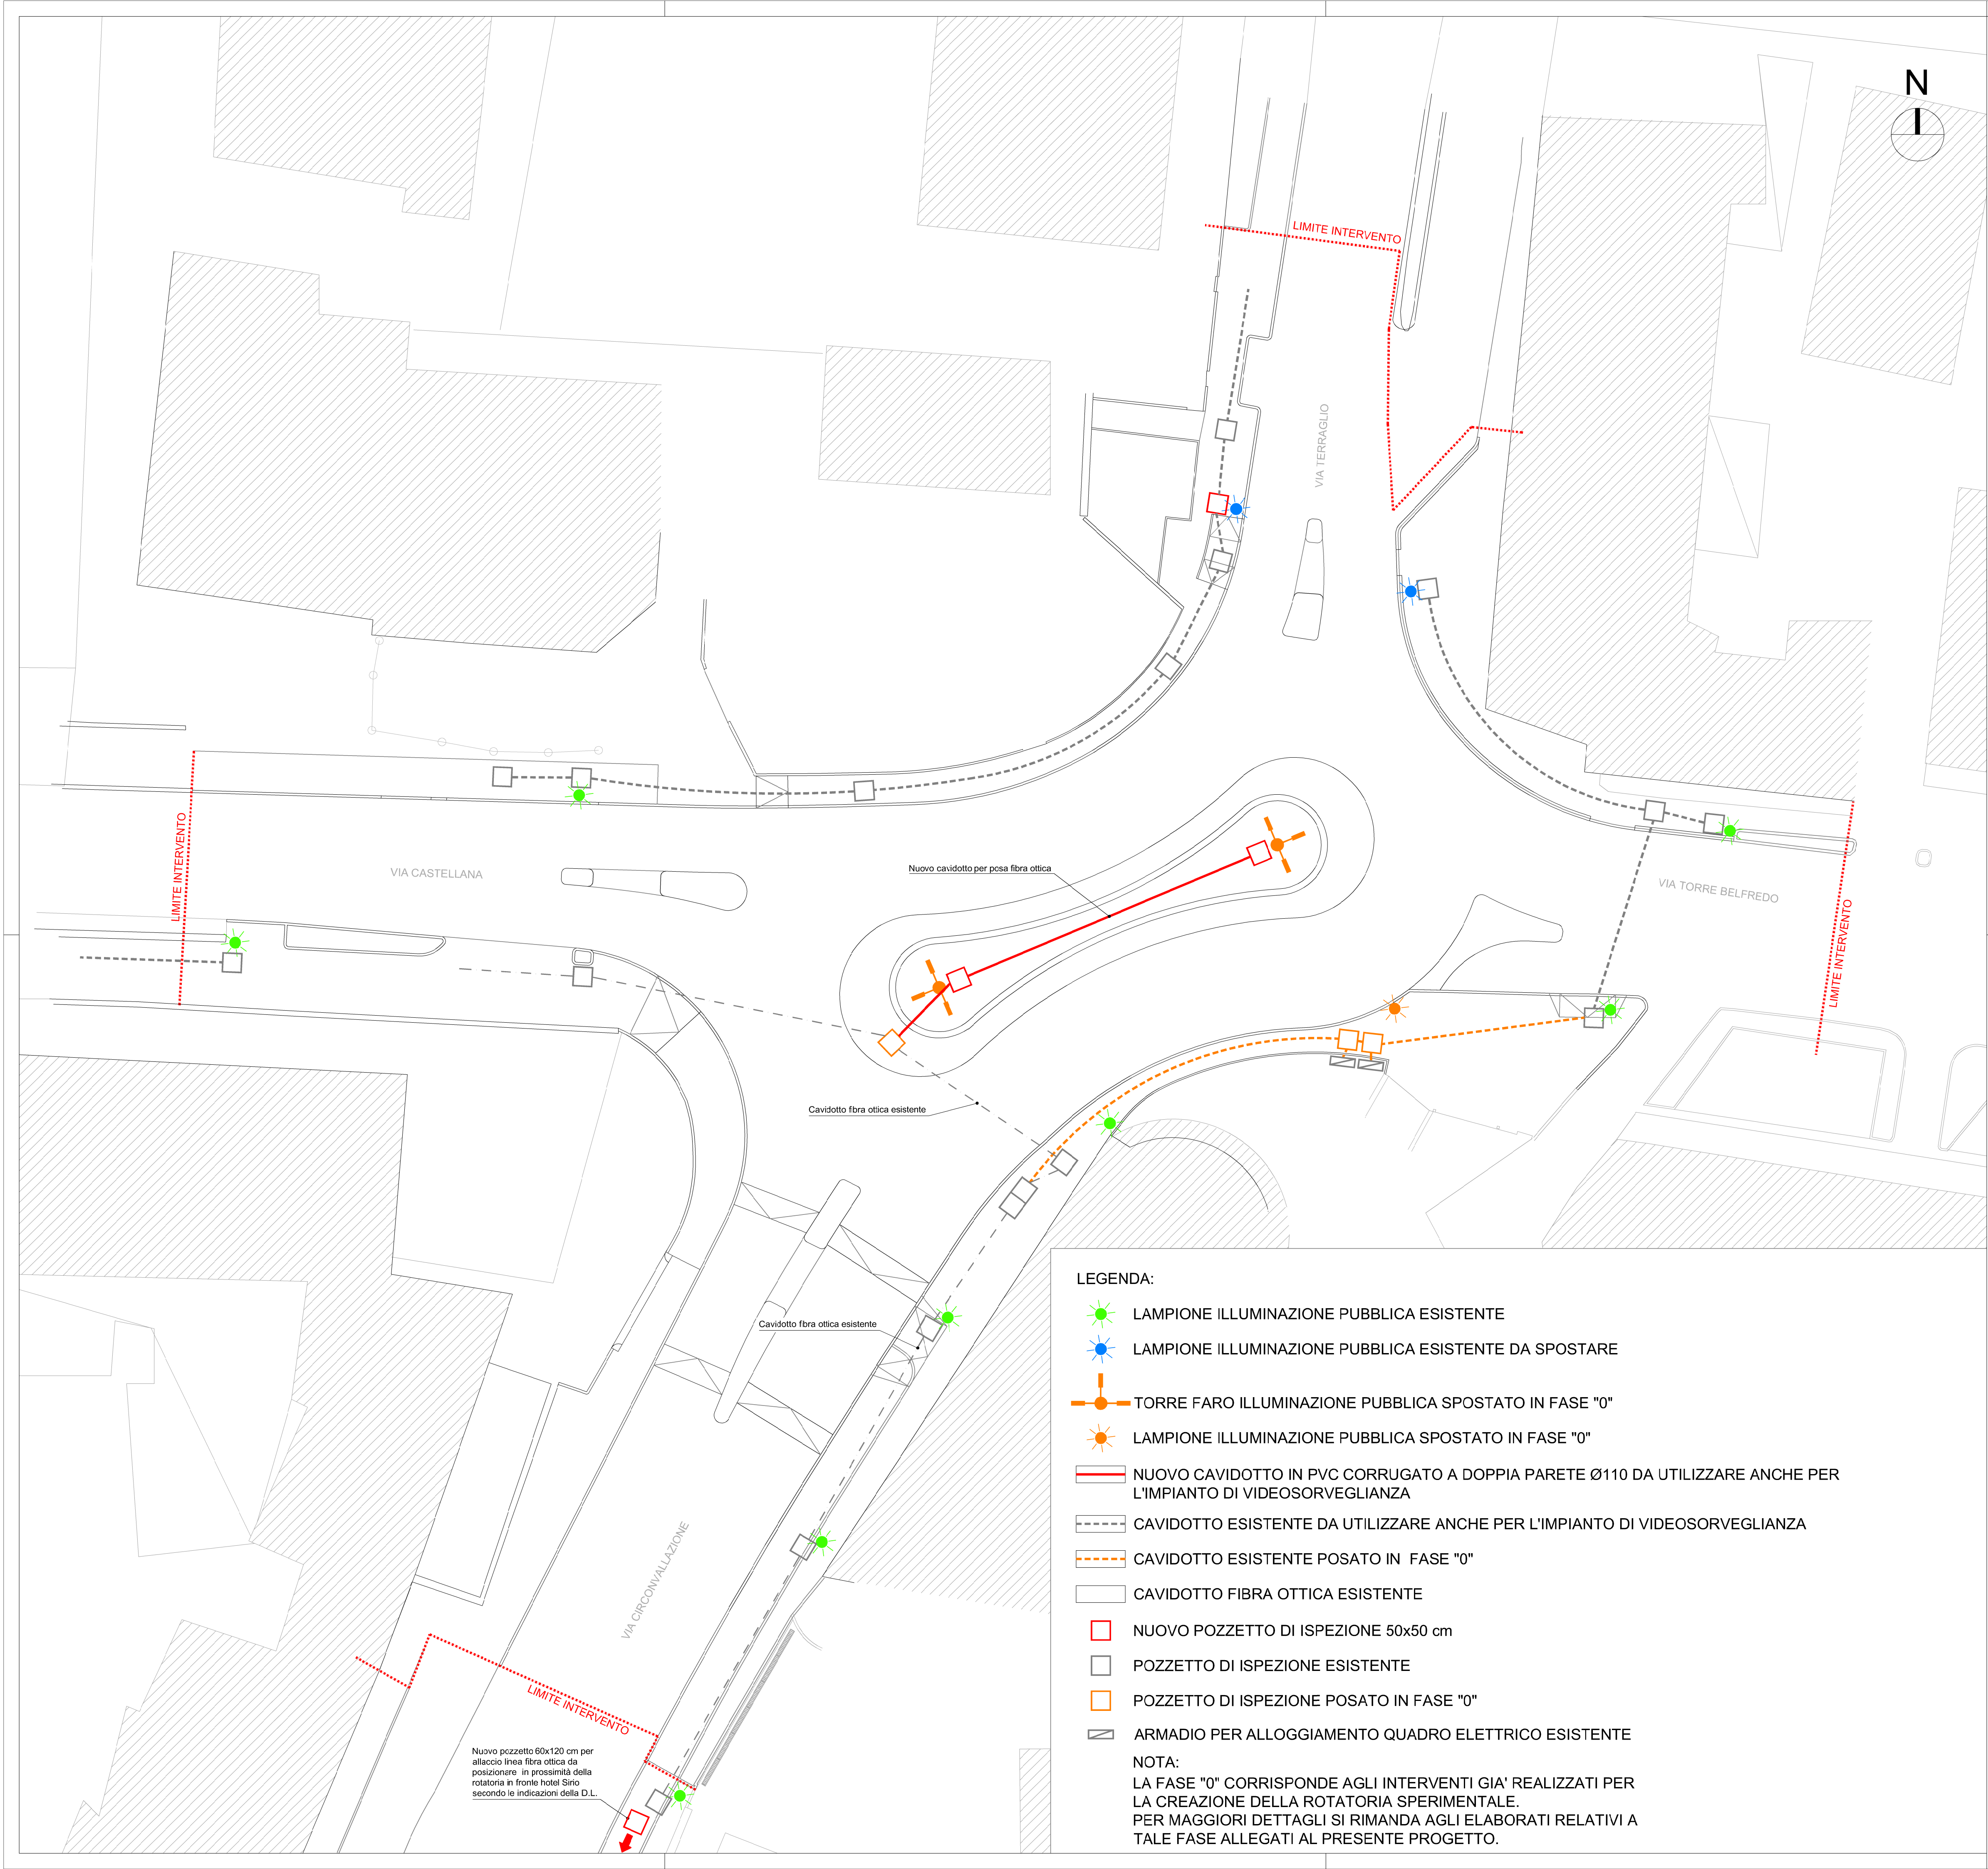 N
LIMITE INTERVENTO
VIA TERRAGLIO
LIMITE INTERVENTO
VIA CASTELLANA
Nuovo cavidotto per posa fibra ottica
VIA TORRE BELFREDO
LIMITE INTERVENTO
Cavidotto fibra ottica esistente
Cavidotto fibra ottica esistente
VIA CIRCONVALLAZIONE
LIMITE INTERVENTO
Nuovo pozzetto 60x120 cm per
allaccio linea fibra ottica da
posizionare in prossimità della
rotatoria in fronte hotel Sirio
secondo le indicazioni della D.L.
LEGENDA:
LAMPIONE ILLUMINAZIONE PUBBLICA ESISTENTE
LAMPIONE ILLUMINAZIONE PUBBLICA ESISTENTE DA SPOSTARE
TORRE FARO ILLUMINAZIONE PUBBLICA SPOSTATO IN FASE "0"
LAMPIONE ILLUMINAZIONE PUBBLICA SPOSTATO IN FASE "0"
NUOVO CAVIDOTTO IN PVC CORRUGATO A DOPPIA PARETE Ø110 DA UTILIZZARE ANCHE PER
L'IMPIANTO DI VIDEOSORVEGLIANZA
CAVIDOTTO ESISTENTE DA UTILIZZARE ANCHE PER L'IMPIANTO DI VIDEOSORVEGLIANZA
CAVIDOTTO ESISTENTE POSATO IN FASE "0"
CAVIDOTTO FIBRA OTTICA ESISTENTE
NUOVO POZZETTO DI ISPEZIONE 50x50 cm
POZZETTO DI ISPEZIONE ESISTENTE
POZZETTO DI ISPEZIONE POSATO IN FASE "0"
ARMADIO PER ALLOGGIAMENTO QUADRO ELETTRICO ESISTENTE
NOTA:
LA FASE "0" CORRISPONDE AGLI INTERVENTI GIA' REALIZZATI PER
LA CREAZIONE DELLA ROTATORIA SPERIMENTALE.
PER MAGGIORI DETTAGLI SI RIMANDA AGLI ELABORATI RELATIVI A
TALE FASE ALLEGATI AL PRESENTE PROGETTO.